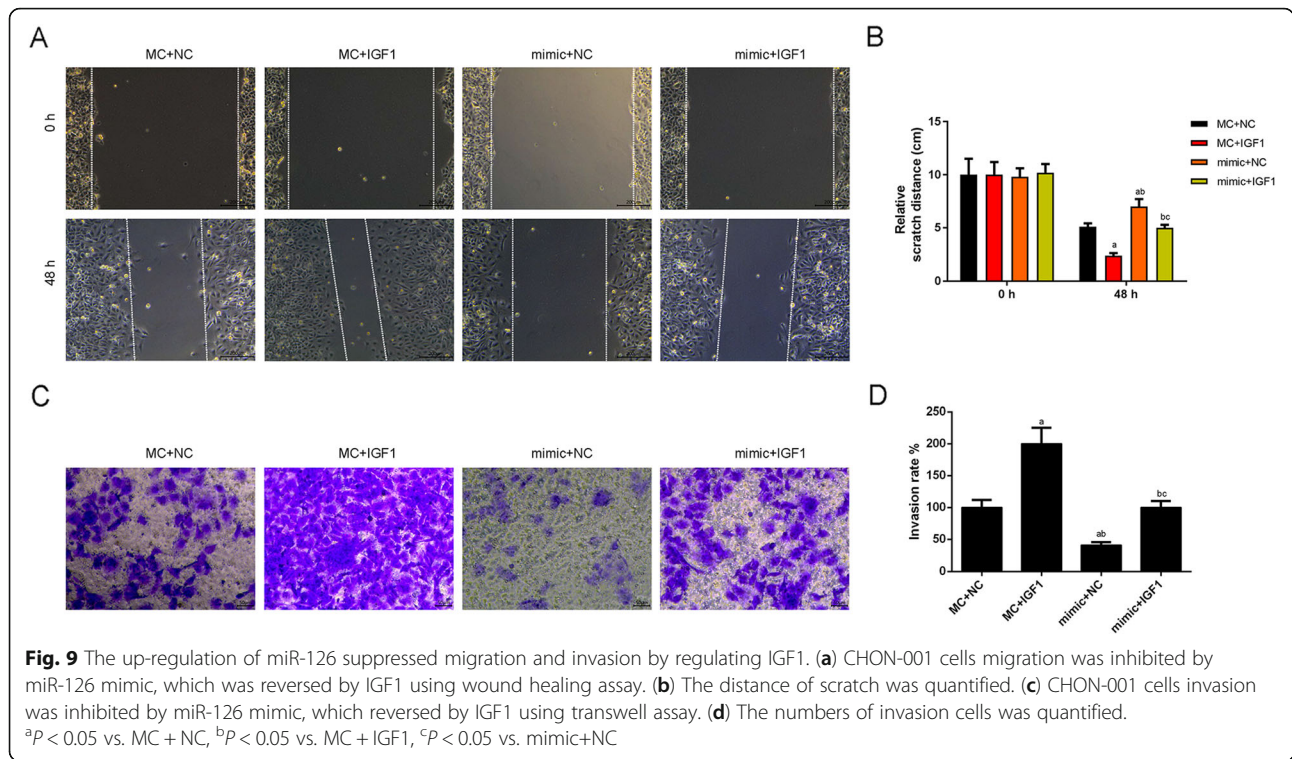 A
MC+NC MC+IGF1 mimic+NC mimic+IGF1
0 h
48 h
B
Relative
scratch distance (cm)
15
10
5
0
a
ab
bc
0 h 48 h
MC+NC
MC+IGF1
mimic+NC
mimic+IGF1
C
MC+NC MC+IGF1 mimic+NC mimic+IGF1
D
Invasion rate %
250
200
150
100
50
0
a
ab
bc
MC+NC MC+IGF1 mimic+NC mimic+IGF1
Fig. 9 The up-regulation of miR-126 suppressed migration and invasion by regulating IGF1. (a) CHON-001 cells migration was inhibited by
miR-126 mimic, which was reversed by IGF1 using wound healing assay. (b) The distance of scratch was quantified. (c) CHON-001 cells invasion
was inhibited by miR-126 mimic, which reversed by IGF1 using transwell assay. (d) The numbers of invasion cells was quantified.
aP < 0.05 vs. MC + NC, bP < 0.05 vs. MC + IGF1, cP < 0.05 vs. mimic+NC